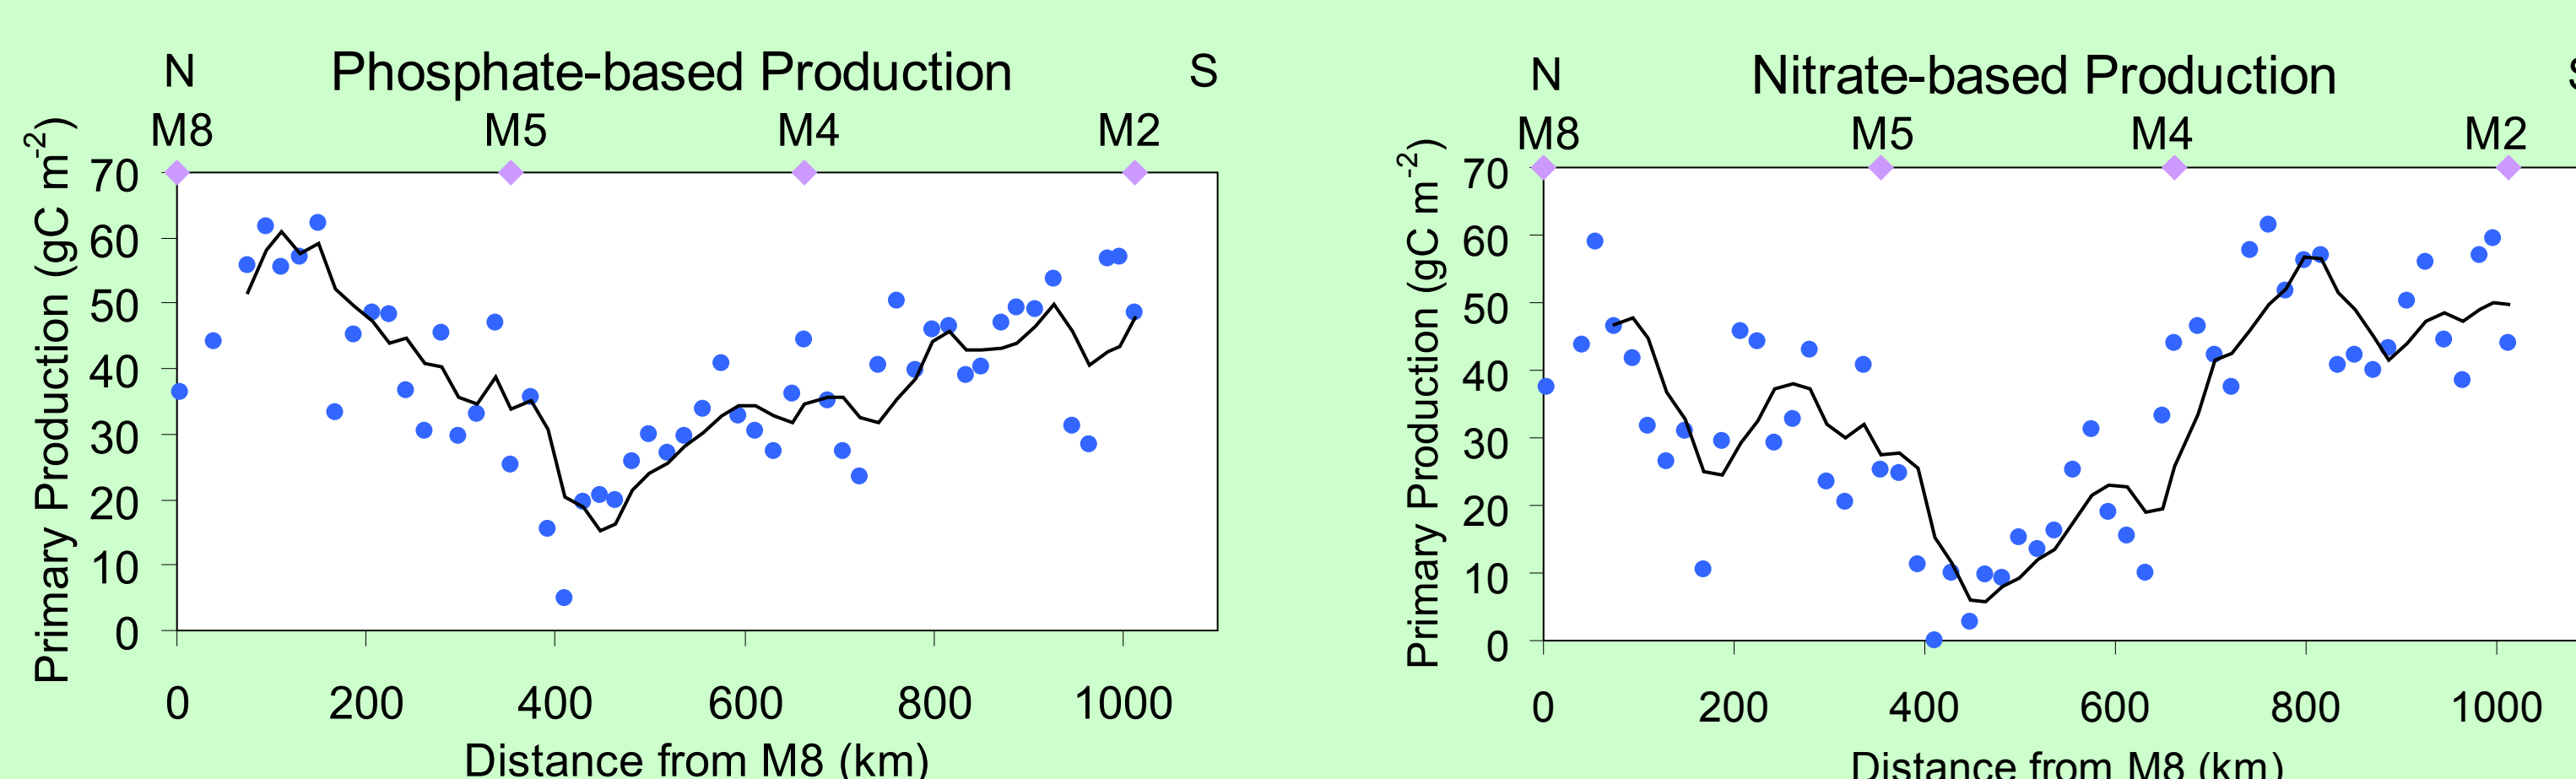 N Phosphate-based Production S
M8 M5 M4 M2
Primary Production (gC m-2)
70
60
50
40
30
20
10
0
0 200 400 600 800 1000
Distance from M8 (km)
N Nitrate-based Production S
M8 M5 M4 M2
Primary Production (gC m-2)
70
60
50
40
30
20
10
0
0 200 400 600 800 1000
Distance from M8 (km)